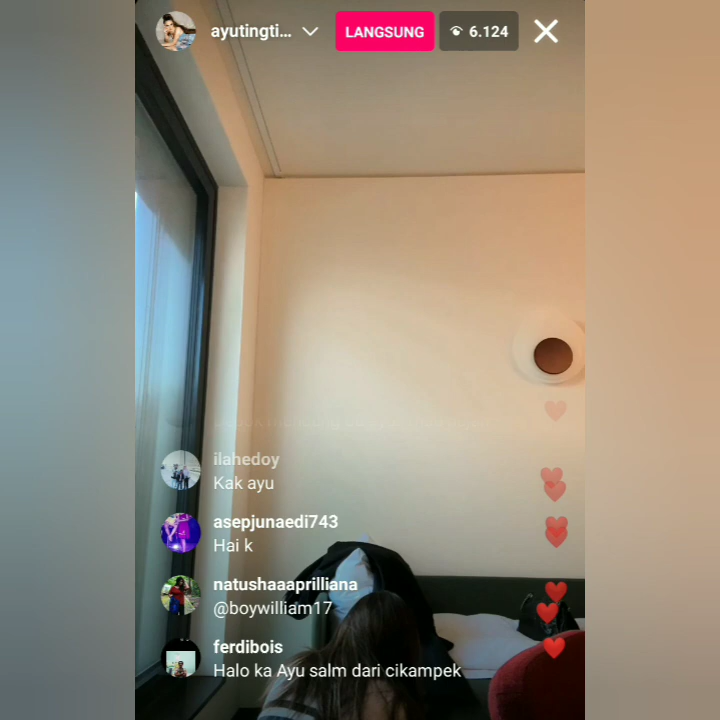 ayutingti...
LANGSUNG
6.124
ilahedoy
Kak ayu
asepjunaedi743
Hai k
natushaaaprilliana
@boywilliam17
ferdibois
Halo ka Ayu salm dari cikampek